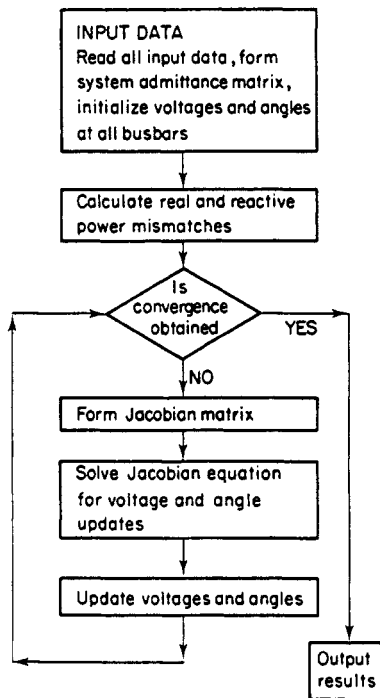 INPUT DATA
Read all input data, form
system admittance matrix,
initialize voltages and angles
at all busbars
Calculate real and reactive
power mismatches
Is
convergence
obtained
YES
NO
Form Jacobian matrix
Solve Jacobian equation
for voltage and angle
updates
Update voltages and angles
Output
results